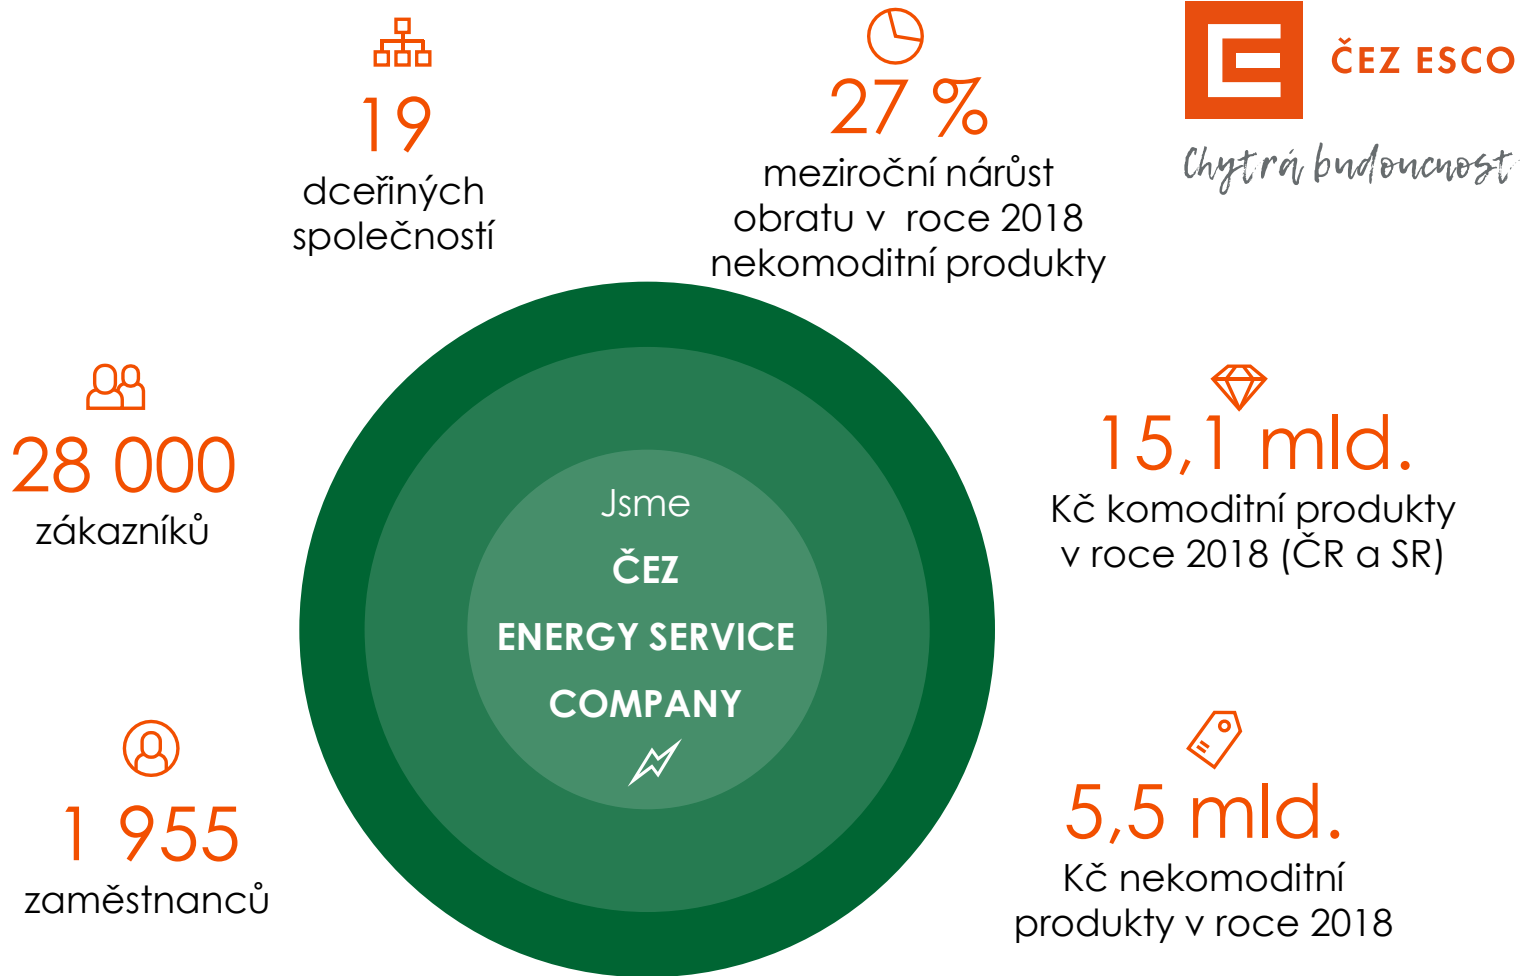 19
dceřiných
společností
27 %
meziroční nárůst
obratu v roce 2018
nekomoditní produkty
ČEZ ESCO
Chytrá budoucnost
28 000
zákazníků
15,1 mld.
Kč komoditní produkty
v roce 2018 (ČR a SR)
Jsme
ČEZ
ENERGY SERVICE
COMPANY
1 955
zaměstnanců
5,5 mld.
Kč nekomoditní
produkty v roce 2018